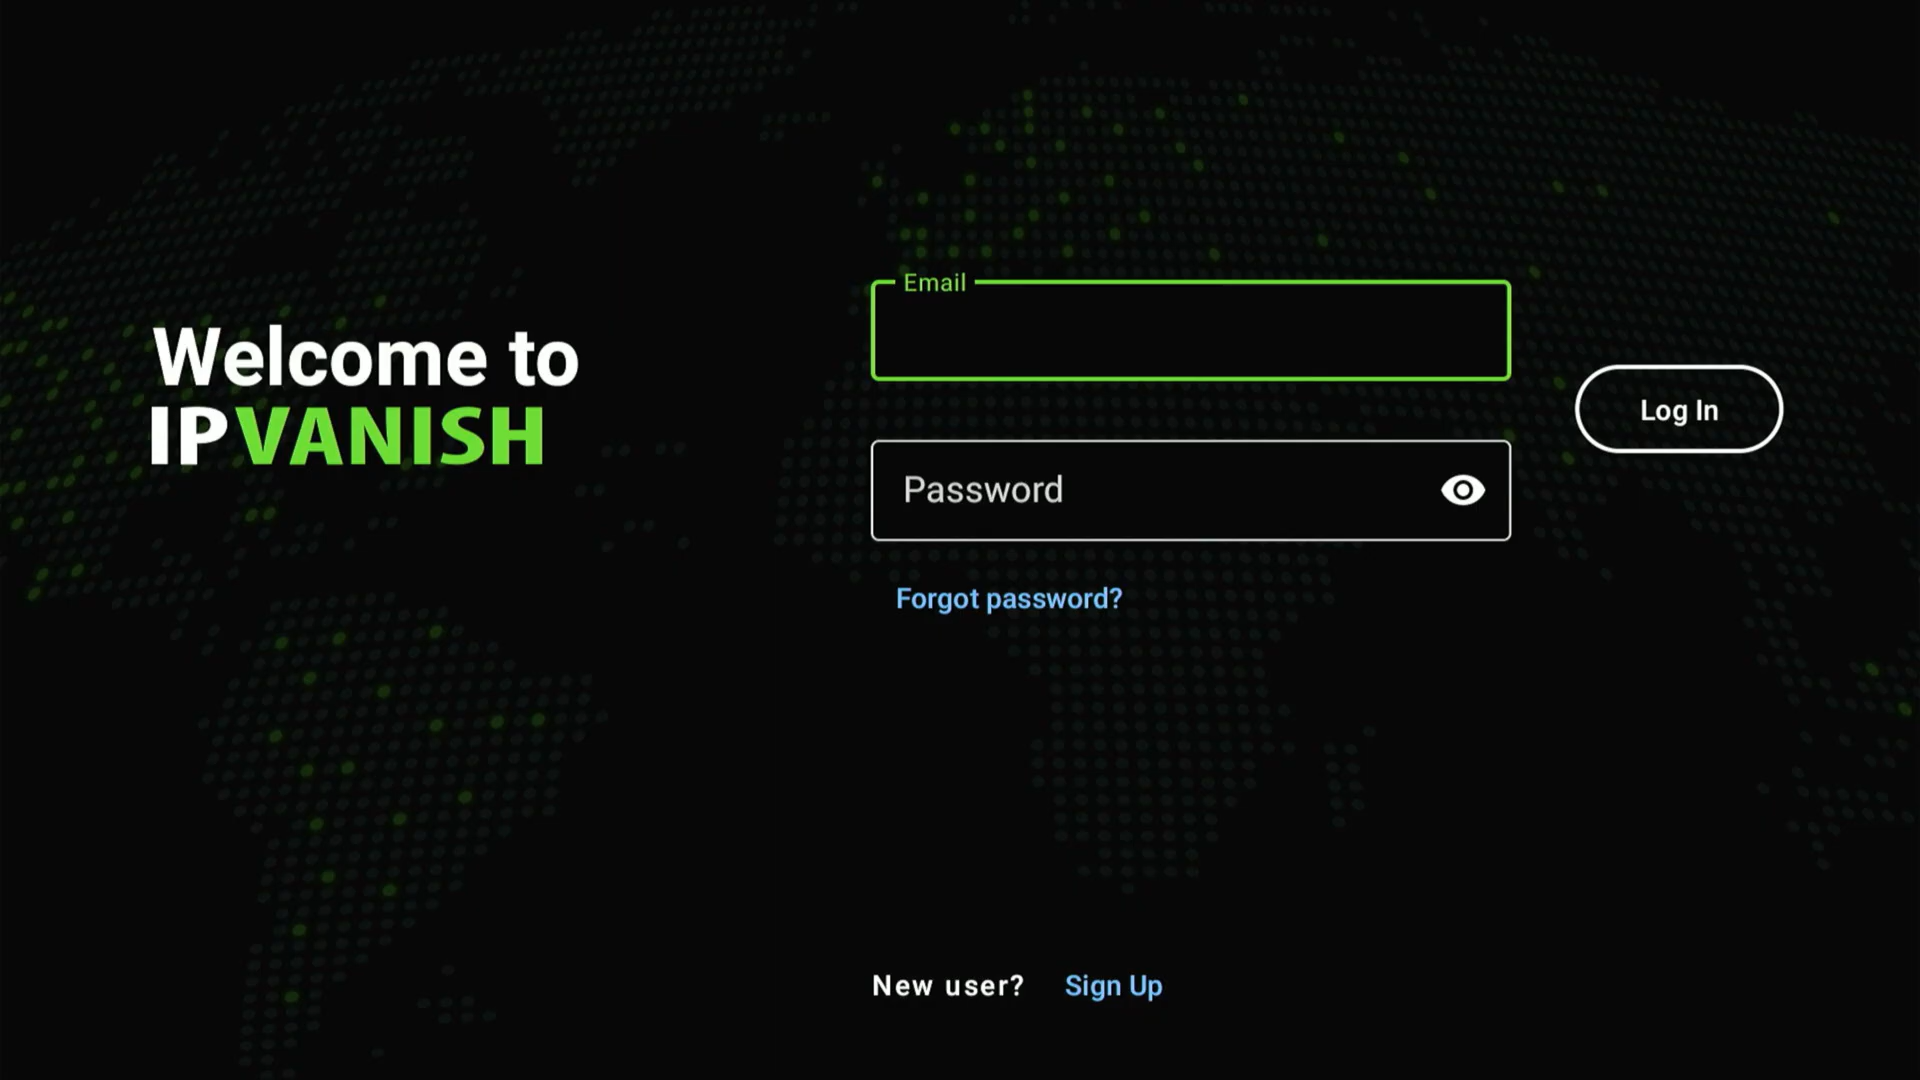 Welcome to
IPVANISH
Email
Password
Log In
Forgot password?
New user? Sign Up